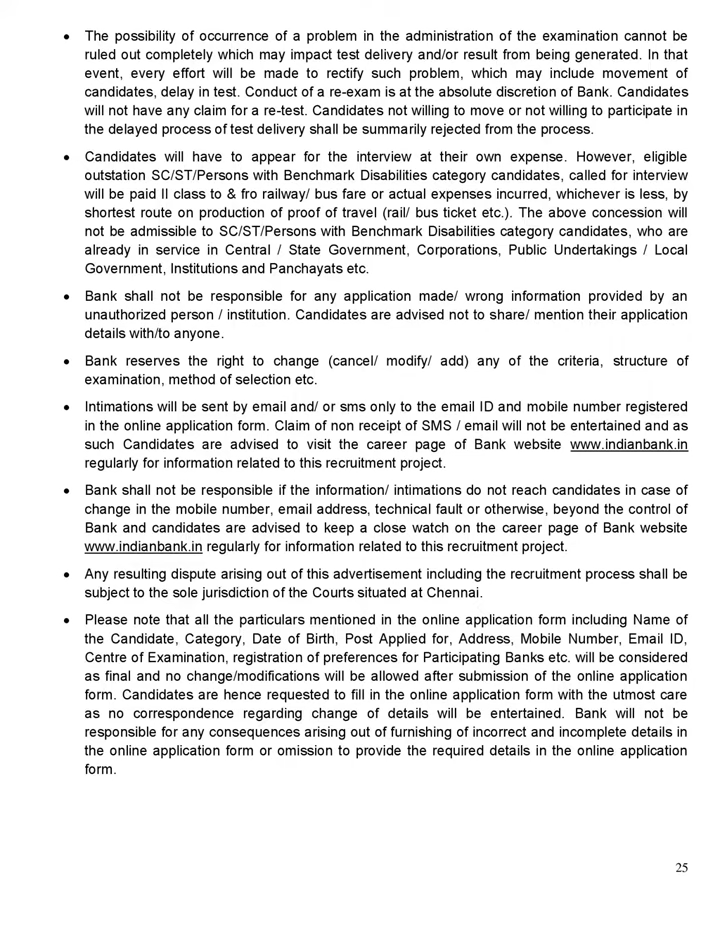 • The possibility of occurrence of a problem in the administration of the examination cannot be
ruled out completely which may impact test delivery and/or result from being generated. In that
event, every effort will be made to rectify such problem, which may include movement of
candidates, delay in test. Conduct of a re-exam is at the absolute discretion of Bank. Candidates
will not have any claim for a re-test. Candidates not willing to move or not willing to participate in
the delayed process of test delivery shall be summarily rejected from the process.
• Candidates will have to appear for the interview at their own expense. However, eligible
outstation SC/ST/Persons with Benchmark Disabilities category candidates, called for interview
will be paid II class to & fro railway/ bus fare or actual expenses incurred, whichever is less, by
shortest route on production of proof of travel (rail/ bus ticket etc.). The above concession will
not be admissible to SC/ST/Persons with Benchmark Disabilities category candidates, who are
already in service in Central / State Government, Corporations, Public Undertakings / Local
Government, Institutions and Panchayats etc.
• Bank shall not be responsible for any application made/ wrong information provided by an
unauthorized person / institution. Candidates are advised not to share/ mention their application
details with/to anyone.
• Bank reserves the right to change (cancel/ modify/ add) any of the criteria, structure of
examination, method of selection etc.
• Intimations will be sent by email and/ or sms only to the email ID and mobile number registered
in the online application form. Claim of non receipt of SMS / email will not be entertained and as
such Candidates are advised to visit the career page of Bank website www.indianbank.in
regularly for information related to this recruitment project.
• Bank shall not be responsible if the information/ intimations do not reach candidates in case of
change in the mobile number, email address, technical fault or otherwise, beyond the control of
Bank and candidates are advised to keep a close watch on the career page of Bank website
www.indianbank.in regularly for information related to this recruitment project.
• Any resulting dispute arising out of this advertisement including the recruitment process shall be
subject to the sole jurisdiction of the Courts situated at Chennai.
• Please note that all the particulars mentioned in the online application form including Name of
the Candidate, Category, Date of Birth, Post Applied for, Address, Mobile Number, Email ID,
Centre of Examination, registration of preferences for Participating Banks etc. will be considered
as final and no change/modifications will be allowed after submission of the online application
form. Candidates are hence requested to fill in the online application form with the utmost care
as no correspondence regarding change of details will be entertained. Bank will not be
responsible for any consequences arising out of furnishing of incorrect and incomplete details in
the online application form or omission to provide the required details in the online application
form.
25